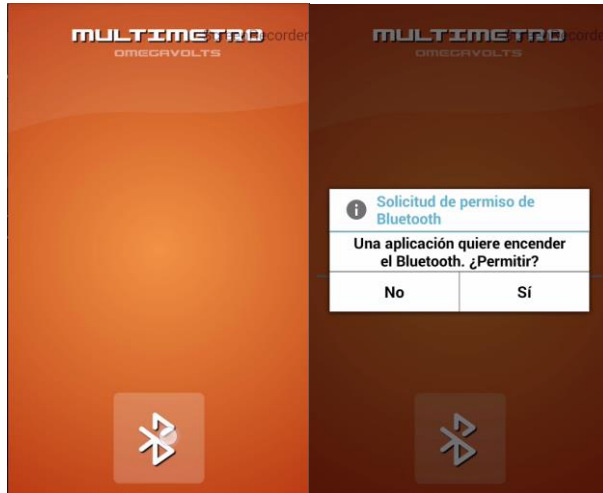 MULTIMETRO
OMEGAVOLTS
MULTIMETRO
OMEGAVOLTS
Solicitud de permiso de
Bluetooth
Una aplicación quiere encender
el Bluetooth. ¿Permitir?
No Sí